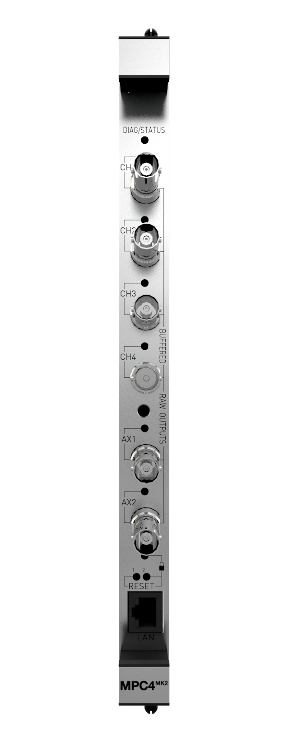 DIAG/STATUS
CH1
CH2
CH3
CH4
BUFFERED RAW OUTPUTS
AX1
AX2
1 2
RESET
LAN
MPC4MK2